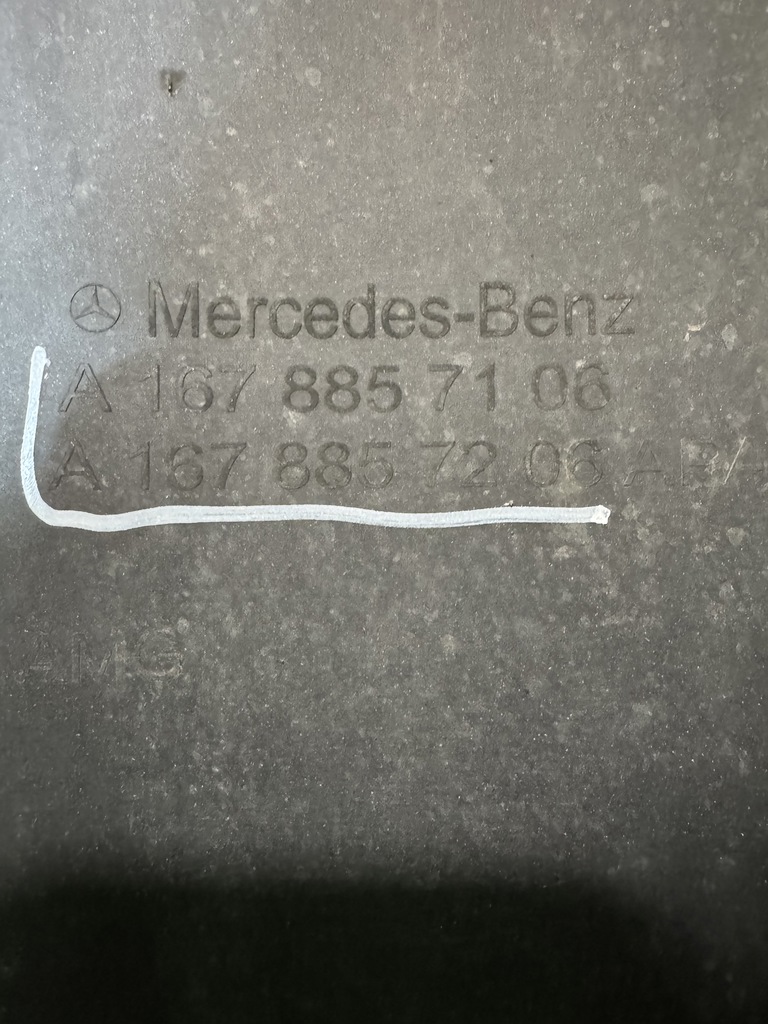 Mercedes-Benz
A 167 885 71 06
A 167 885 72 06
AMG